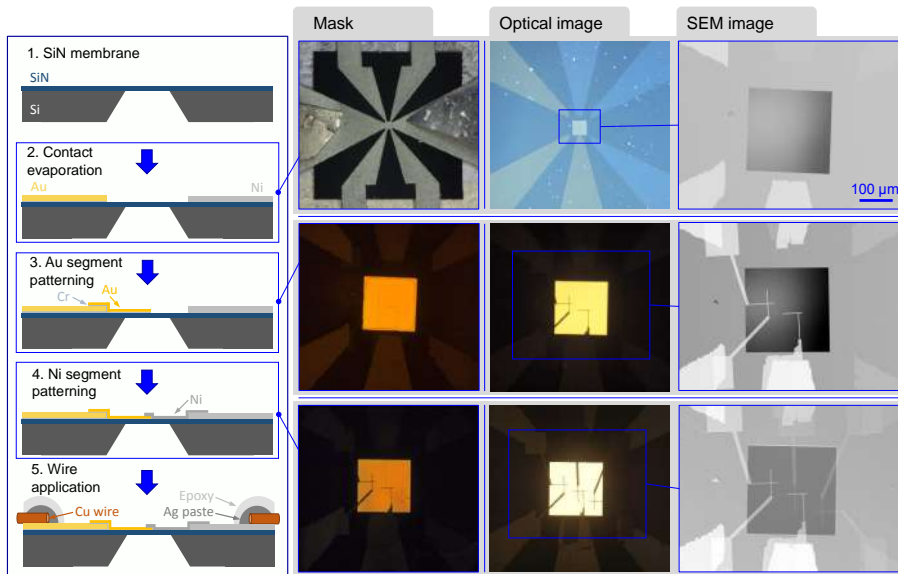 Mask
Optical image
SEM image
1. SiN membrane
SiN
Si
2. Contact
evaporation
Au
Ni
100 µm
3. Au segment
patterning
Cr
Au
4. Ni segment
patterning
Ni
5. Wire
application
Epoxy
Cu wire
Ag paste